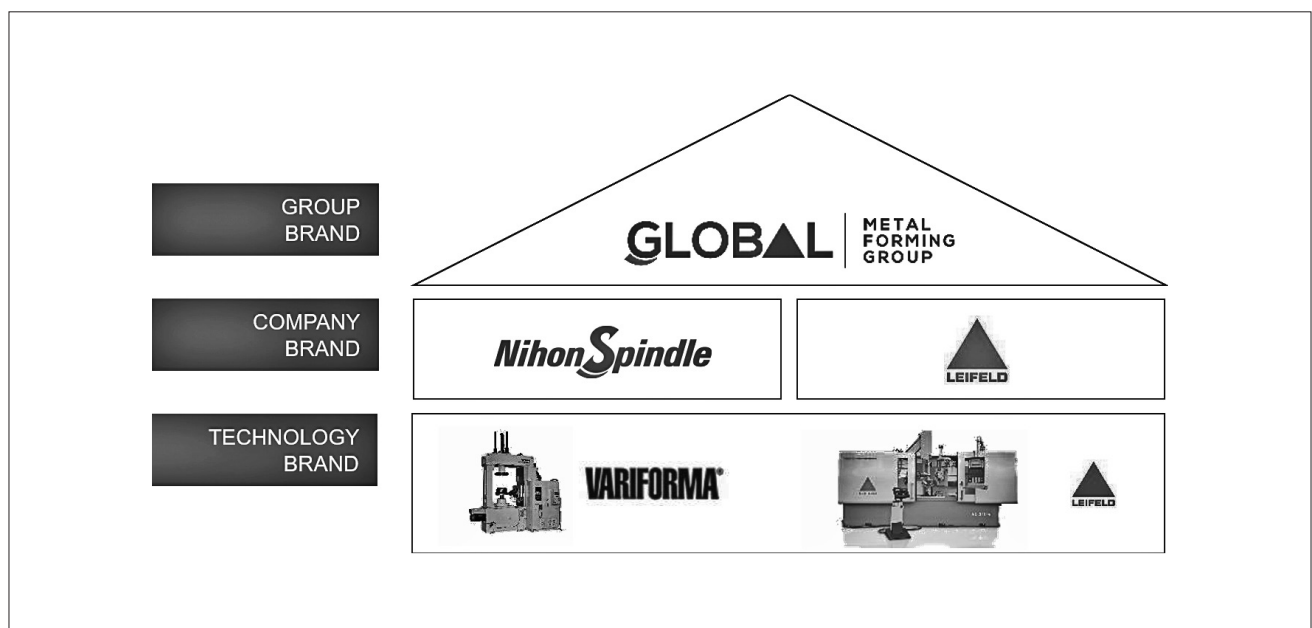 GROUP
BRAND
GLOBAL
METAL
FORMING
GROUP
COMPANY
BRAND
NihonSpindle
LEIFELD
TECHNOLOGY
BRAND
VARIFORMA®
LEIFELD